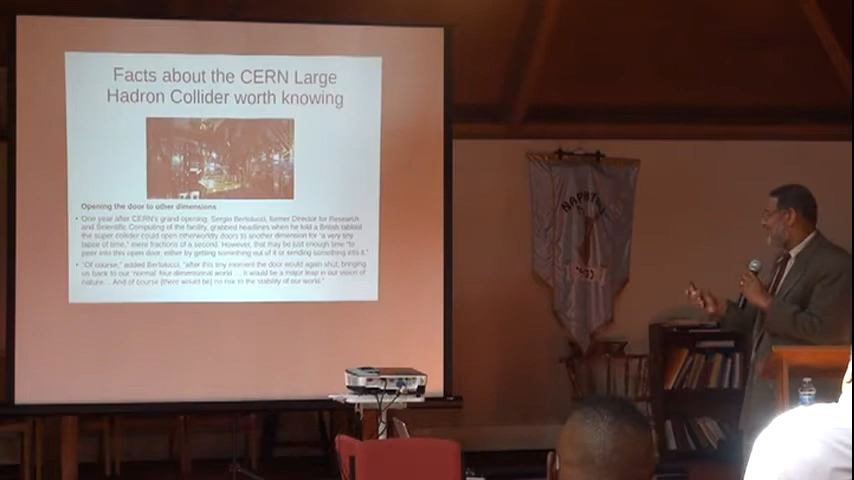 Facts about the CERN Large
Hadron Collider worth knowing
Opening the door to other dimensions
• One year after CERN's grand opening, Sergio Bertolucci, former Director for Research
and Scientific Computing of the facility, grabbed headlines when he told a British tabloid
the super collider could open otherworldly doors to another dimension for "a very tiny
lapse of time," mere fractions of a second. However, that may be just enough time "to
peer into this open door, either by getting something out of it or sending something into it."
• "Of course," added Bertolucci, "after this tiny moment the door would again shut, bringing
us back to our 'normal' four-dimensional world … It would be a major leap in our vision of
nature… And of course [there would be] no risk to the stability of our world."